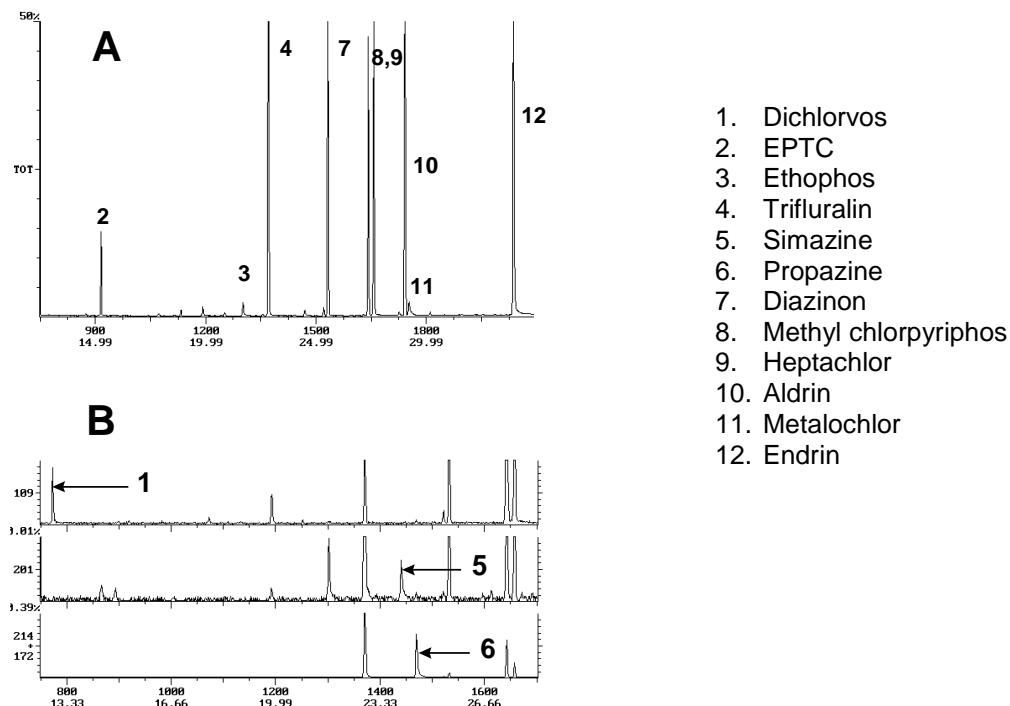 50%
A
4
7
8,9
12
TOT
10
2
3
11
900
1200
1500
1800
14.99
19.99
24.99
29.99
1. Dichlorvos
2. EPTC
3. Ethophos
4. Trifluralin
5. Simazine
6. Propazine
7. Diazinon
8. Methyl chlorpyriphos
9. Heptachlor
10. Aldrin
11. Metalochlor
12. Endrin
B
109
1
201
5
214
+
172
6
800
1000
1200
1400
1600
13.33
16.66
19.99
23.33
26.66